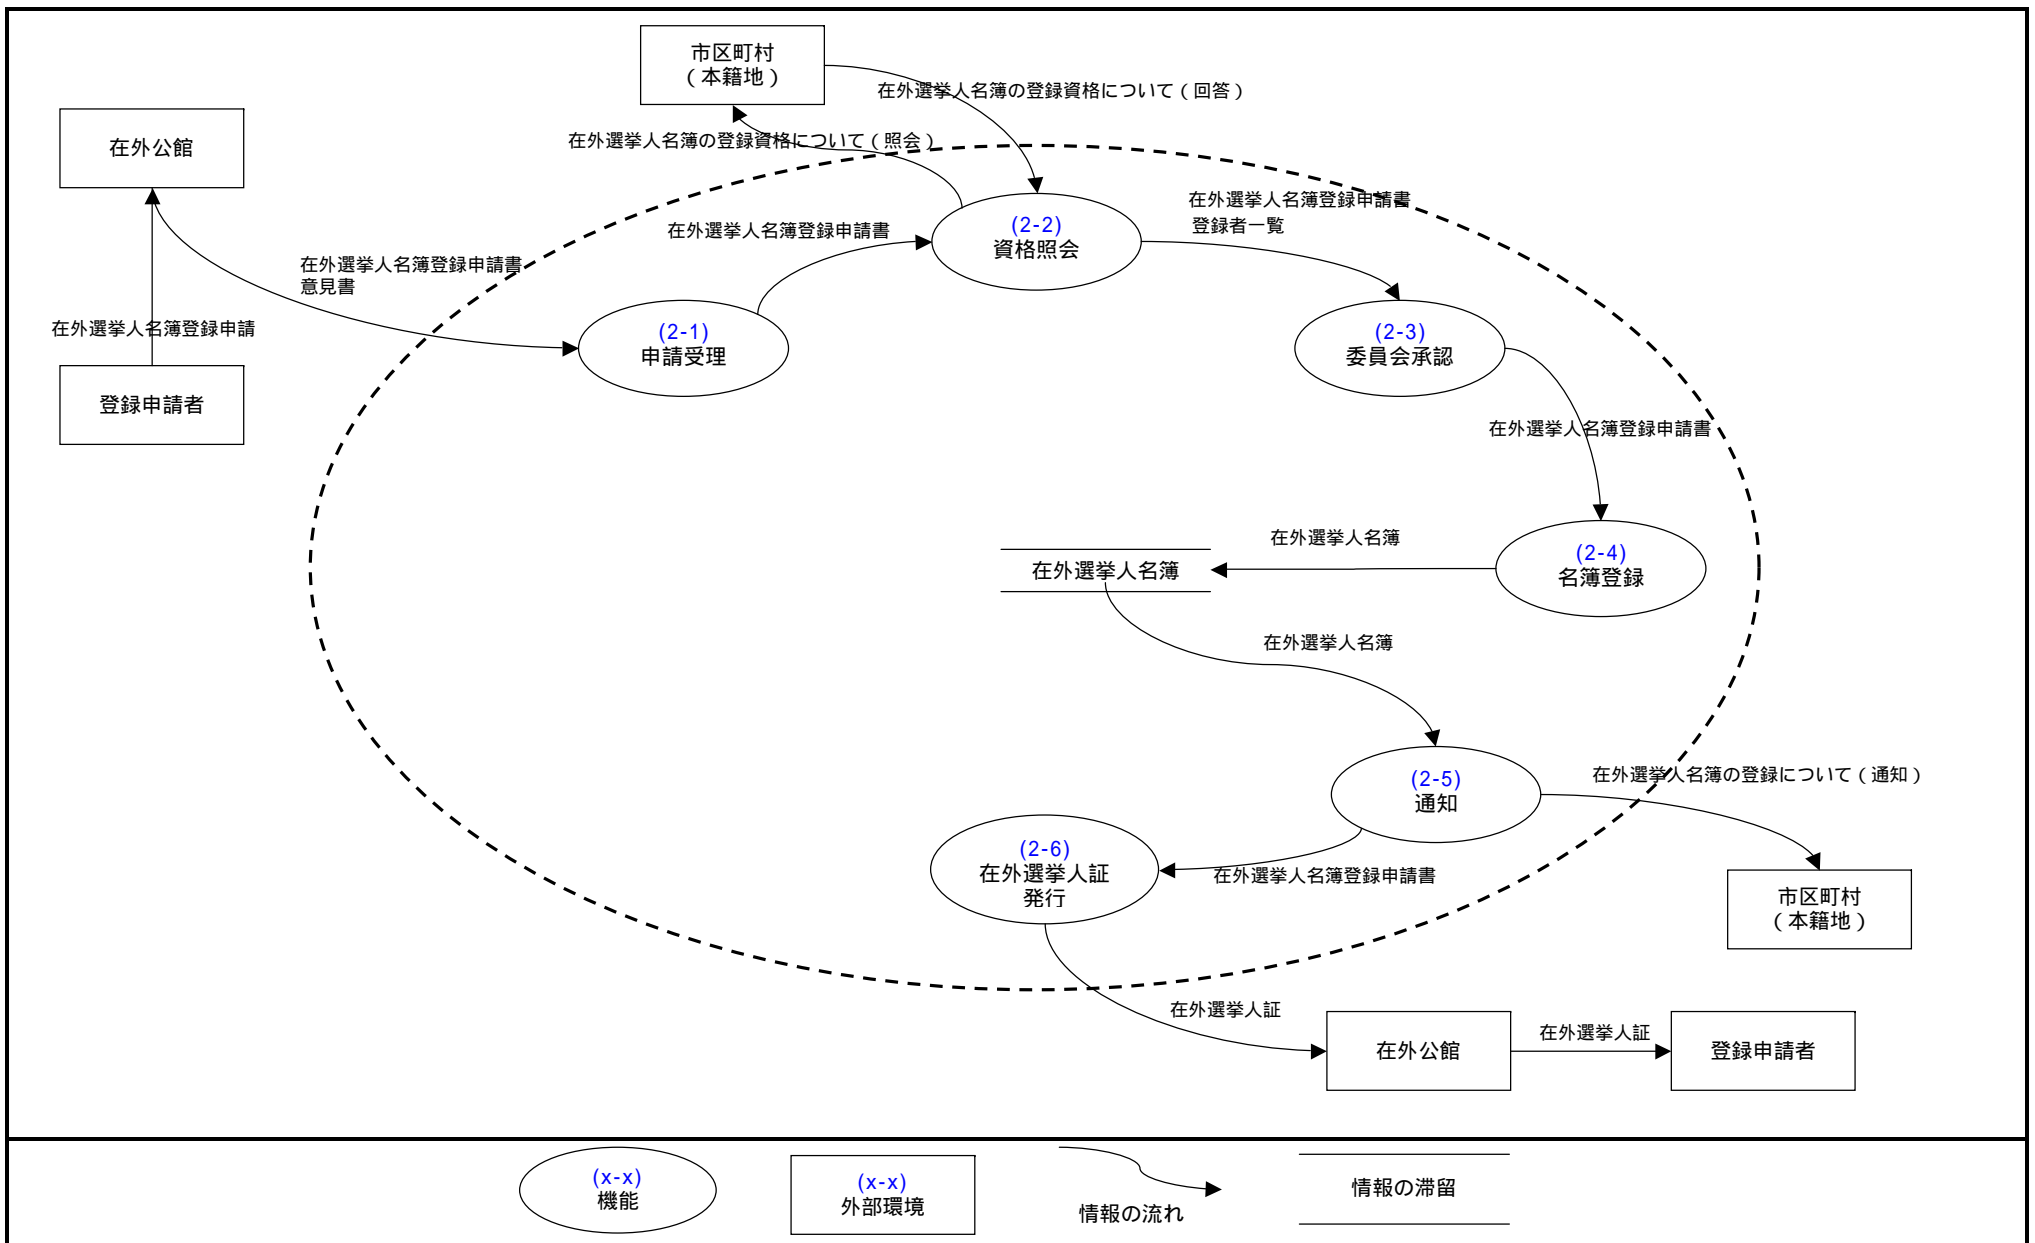 市区町村
（本籍地）
在外選挙人名簿の登録資格について（回答）
在外公館
在外選挙人名簿の登録資格について（照会）
在外選挙人名簿登録申請書
登録者一覧
(2-2)
資格照会
在外選挙人名簿登録申請書
在外選挙人名簿登録申請書
意見書
在外選挙人名簿登録申請
(2-1)
申請受理
(2-3)
委員会承認
登録申請者
在外選挙人名簿登録申請書
在外選挙人名簿
在外選挙人名簿
(2-4)
名簿登録
在外選挙人名簿
(2-5)
通知
在外選挙人名簿の登録について（通知）
(2-6)
在外選挙人証
発行
在外選挙人名簿登録申請書
市区町村
（本籍地）
在外選挙人証
在外公館
在外選挙人証
登録申請者
(x-x)
機能
(x-x)
外部環境
情報の流れ
情報の滞留